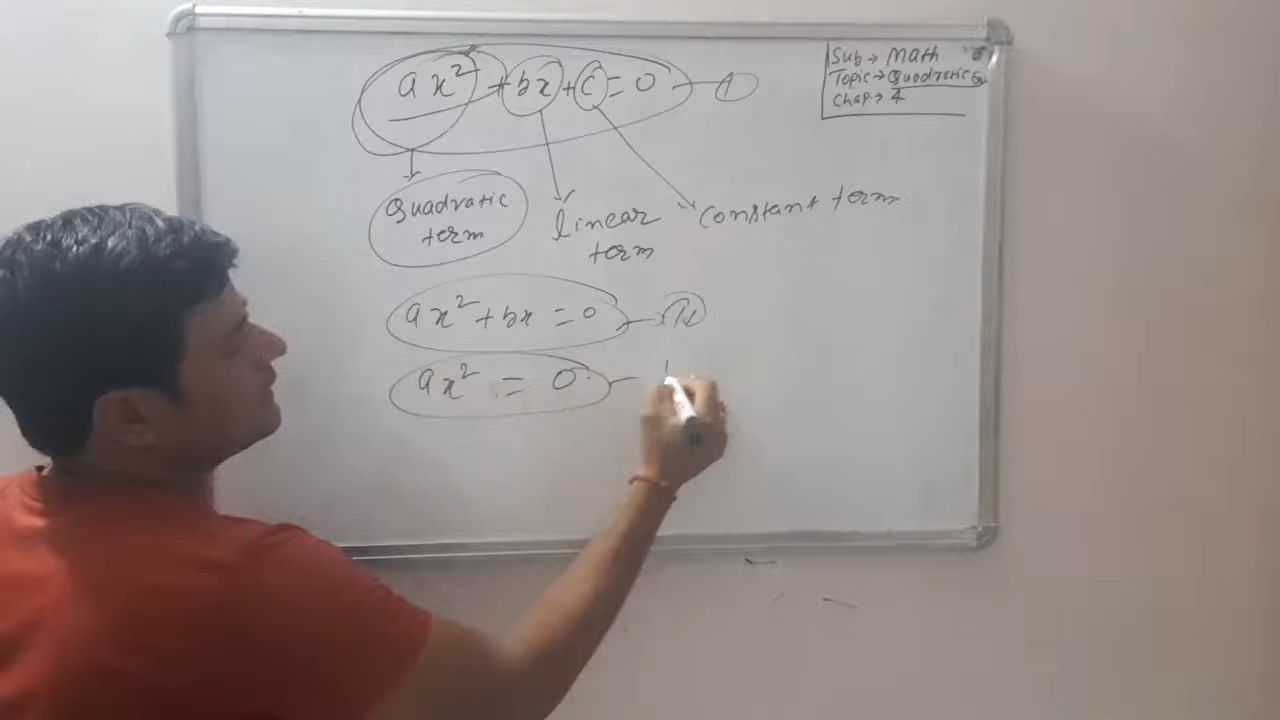 ax² + bx + c = 0 — 1
Sub → Math
Topic → Quadratic Eq
Chap → 4
Quadratic
term
linear
term
Constant term
ax² + bx = 0
ax² = 0